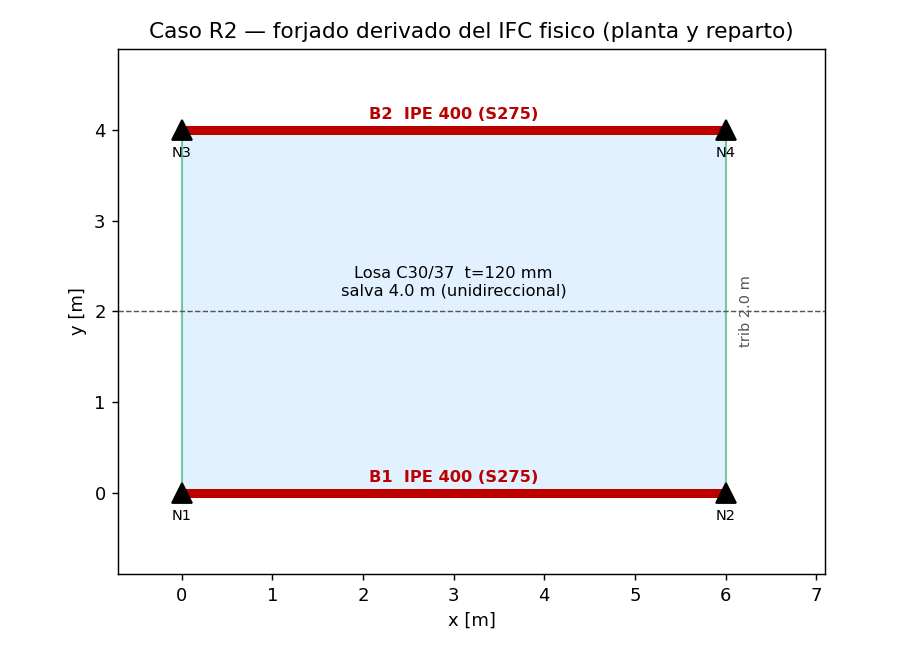 Caso R2 — forjado derivado del IFC fisico (planta y reparto)
B2  IPE 400 (S275)
N3
N4
Losa C30/37  t=120 mm
salva 4.0 m (unidireccional)
trib 2.0 m
B1  IPE 400 (S275)
N1
N2
4
3
2
1
0
y [m]
0
1
2
3
4
5
6
7
x [m]